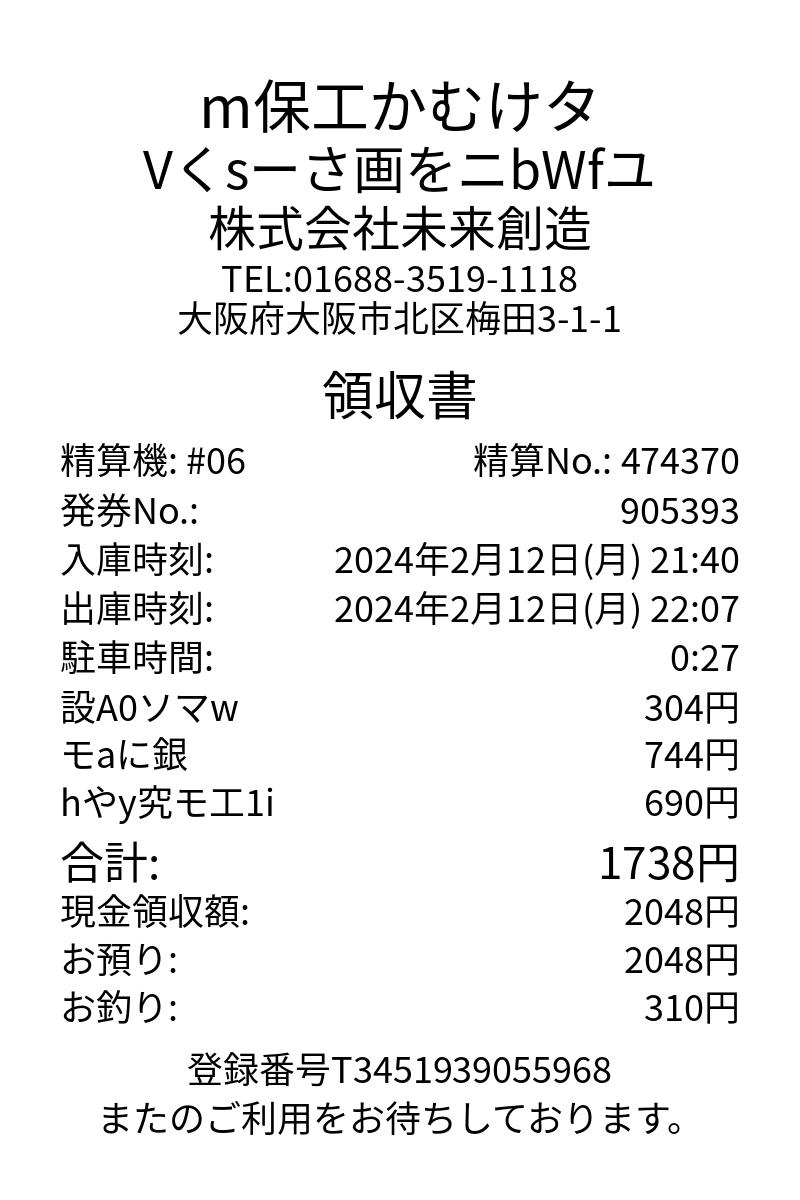 m保工かむけタ
Vくsーさ画をニbWfユ
株式会社未来創造
TEL:01688-3519-1118
大阪府大阪市北区梅田3-1-1
領収書
精算機: #06 精算No.: 474370
発券No.: 905393
入庫時刻: 2024年2月12日(月) 21:40
出庫時刻: 2024年2月12日(月) 22:07
駐車時間: 0:27
設A0ソマw 304円
モaに銀 744円
hやy究モ工1i 690円
合計: 1738円
現金領収額: 2048円
お預り: 2048円
お釣り: 310円
登録番号T3451939055968
またのご利用をお待ちしております。